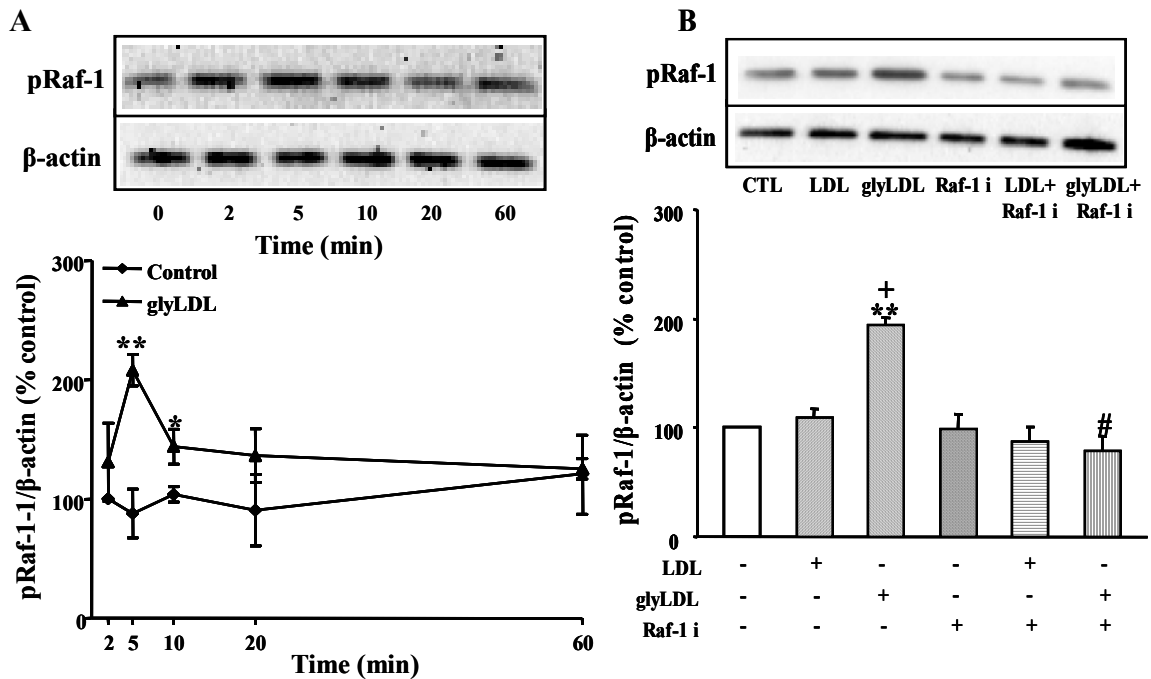 A
pRaf-1
β-actin
0 2 5 10 20 60
Time (min)
pRaf-1-1/β-actin (% control)
300
200
100
0
Control
glyLDL
**
*
2 5 10 20 60
Time (min)
B
pRaf-1
β-actin
CTL LDL glyLDL Raf-1 i LDL+ glyLDL+
Raf-1 i Raf-1 i
pRaf-1/β-actin (% control)
300
200
100
0
+
**
#
LDL - + - - + -
glyLDL - - + - - +
Raf-1 i - - - + + +